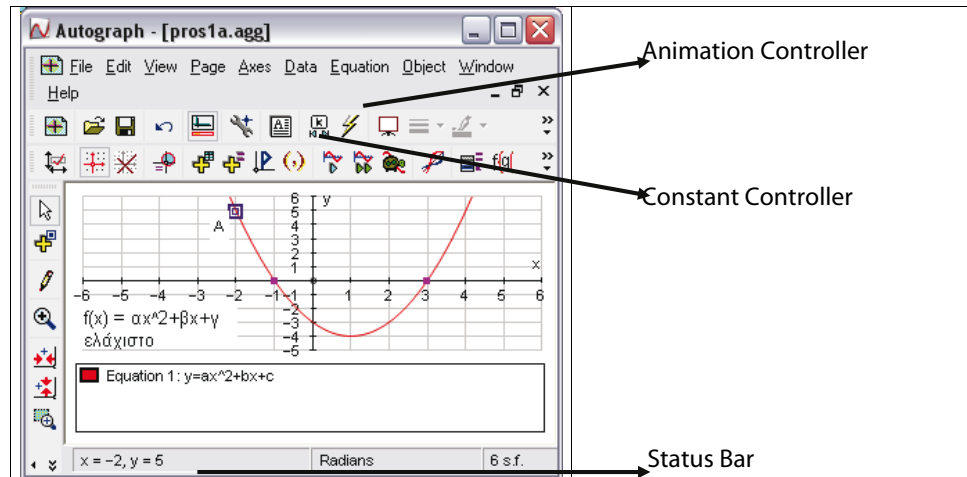 Autograph - [pros1a.agg]
File Edit View Page Axes Data Equation Object Window
Help
Animation Controller
Constant Controller
f(g(
6 y
5
A
4
3
2
1
x
-6 -5 -4 -3 -2 -1 1 2 3 4 5 6
-1
-2
-3
-4
-5
f(x) = αx^2+βx+γ
ελάχιστο
Equation 1: y=ax^2+bx+c
x = -2, y = 5 Radians 6 s.f.
Status Bar